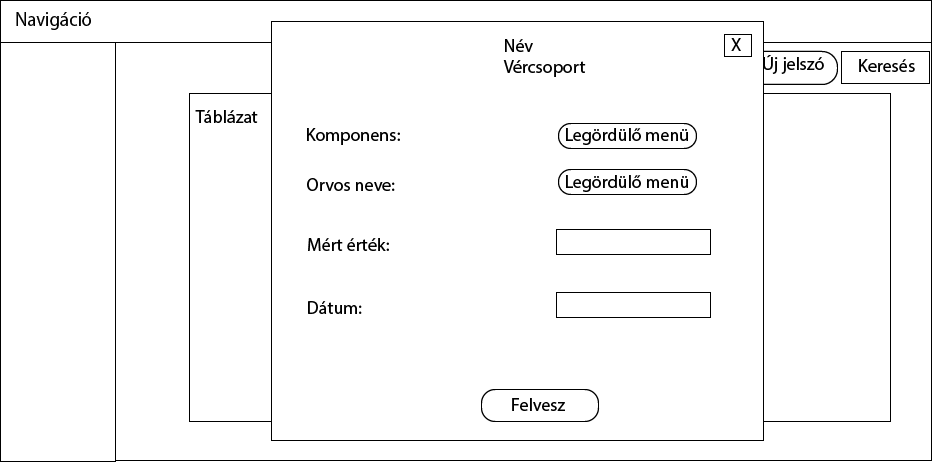 Navigáció
Név
Vércsoport
X
Új jelszó
Keresés
Táblázat
Komponens:
Legördülő menü
Orvos neve:
Legördülő menü
Mért érték:
Dátum:
Felvesz